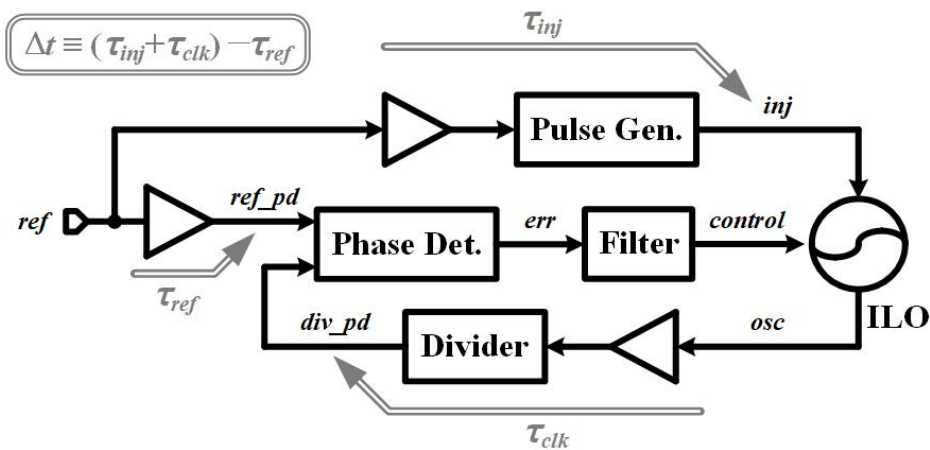 Δt ≡ (τinj+τclk) −τref
τinj
inj
Pulse Gen.
ref
ref_pd
Phase Det.
err
Filter
control
τref
div_pd
Divider
osc
ILO
τclk